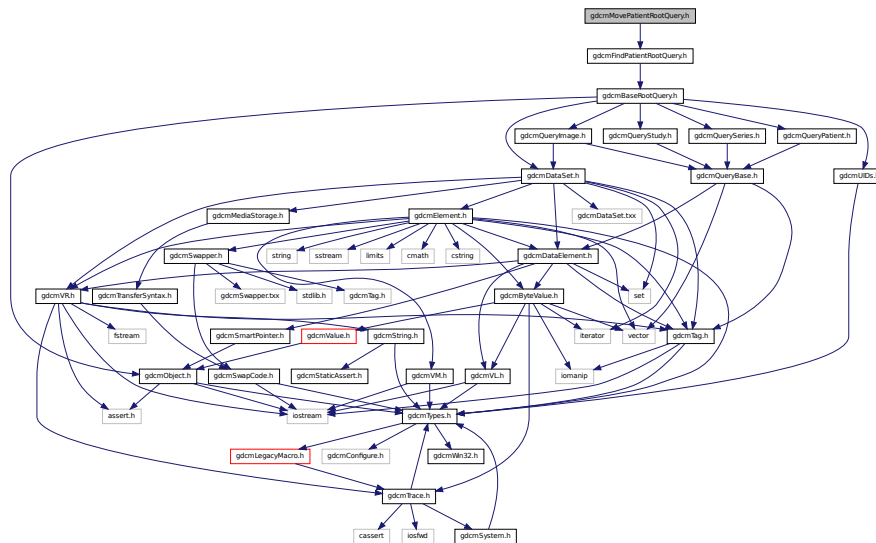 gdcmMovePatientRootQuery.h
gdcmFindPatientRootQuery.h
gdcmBaseRootQuery.h
gdcmQueryImage.h
gdcmQueryStudy.h
gdcmQuerySeries.h
gdcmQueryPatient.h
gdcmDataSet.h
gdcmQueryBase.h
gdcmUIDs.h
gdcmMediaStorage.h
gdcmElement.h
gdcmDataSet.txx
gdcmSwapper.h
string
sstream
limits
cmath
cstring
gdcmDataElement.h
gdcmVR.h
gdcmTransferSyntax.h
gdcmSwapper.txx
stdlib.h
gdcmTag.h
gdcmByteValue.h
set
fstream
gdcmSmartPointer.h
gdcmValue.h
gdcmString.h
iterator
vector
gdcmTag.h
gdcmObject.h
gdcmSwapCode.h
gdcmStaticAssert.h
gdcmVM.h
gdcmVL.h
iomanip
assert.h
iostream
gdcmTypes.h
gdcmLegacyMacro.h
gdcmConfigure.h
gdcmWin32.h
gdcmTrace.h
cassert
iosfwd
gdcmSystem.h